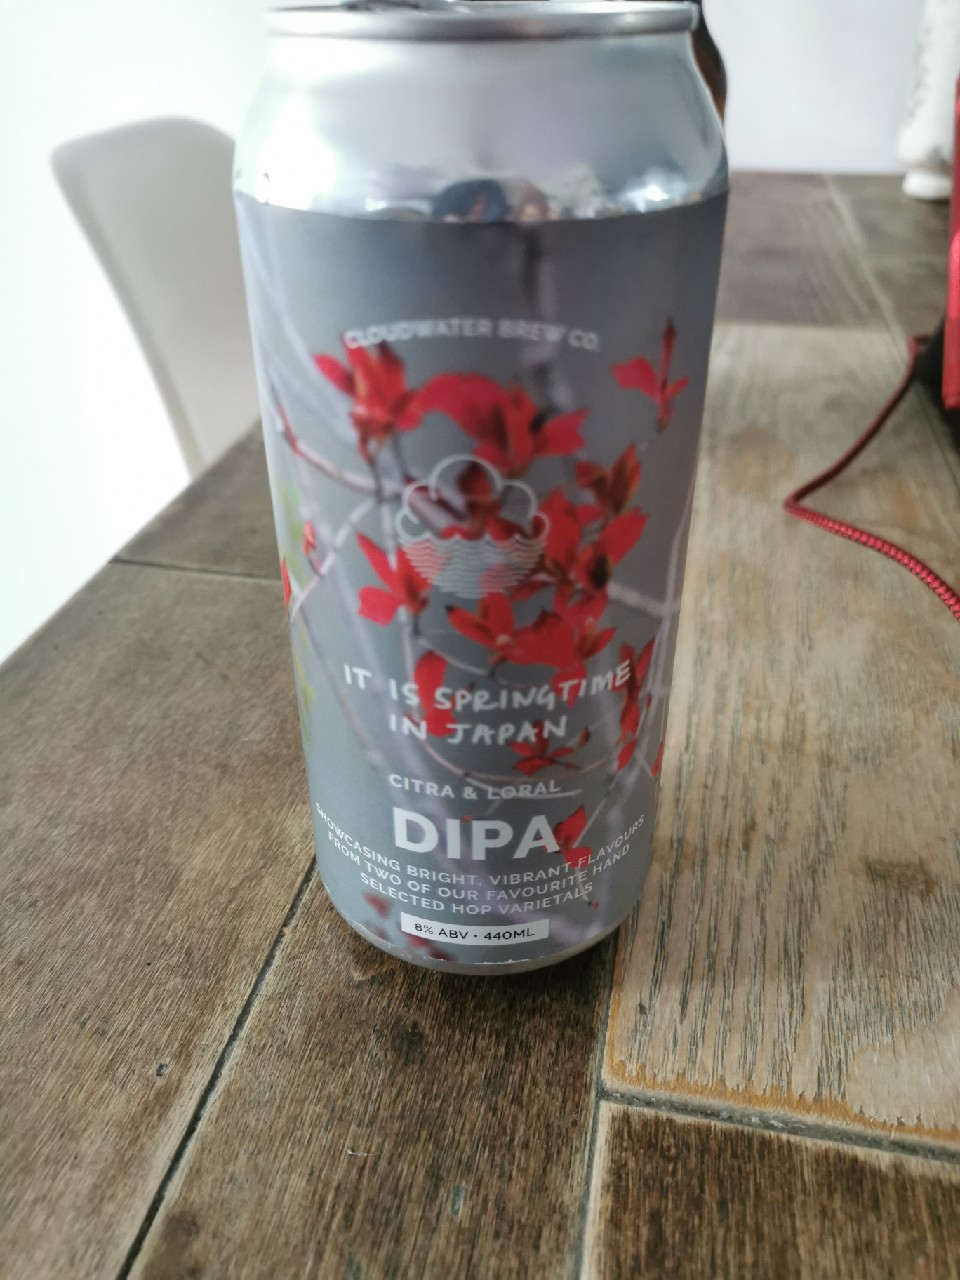 CLOUDWATER BREW CO.
IT IS SPRINGTIME
IN JAPAN
CITRA & LORAL
DIPA
SHOWCASING BRIGHT, VIBRANT FLAVOURS
FROM TWO OF OUR FAVOURITE HAND
SELECTED HOP VARIETALS
8% ABV • 440ML